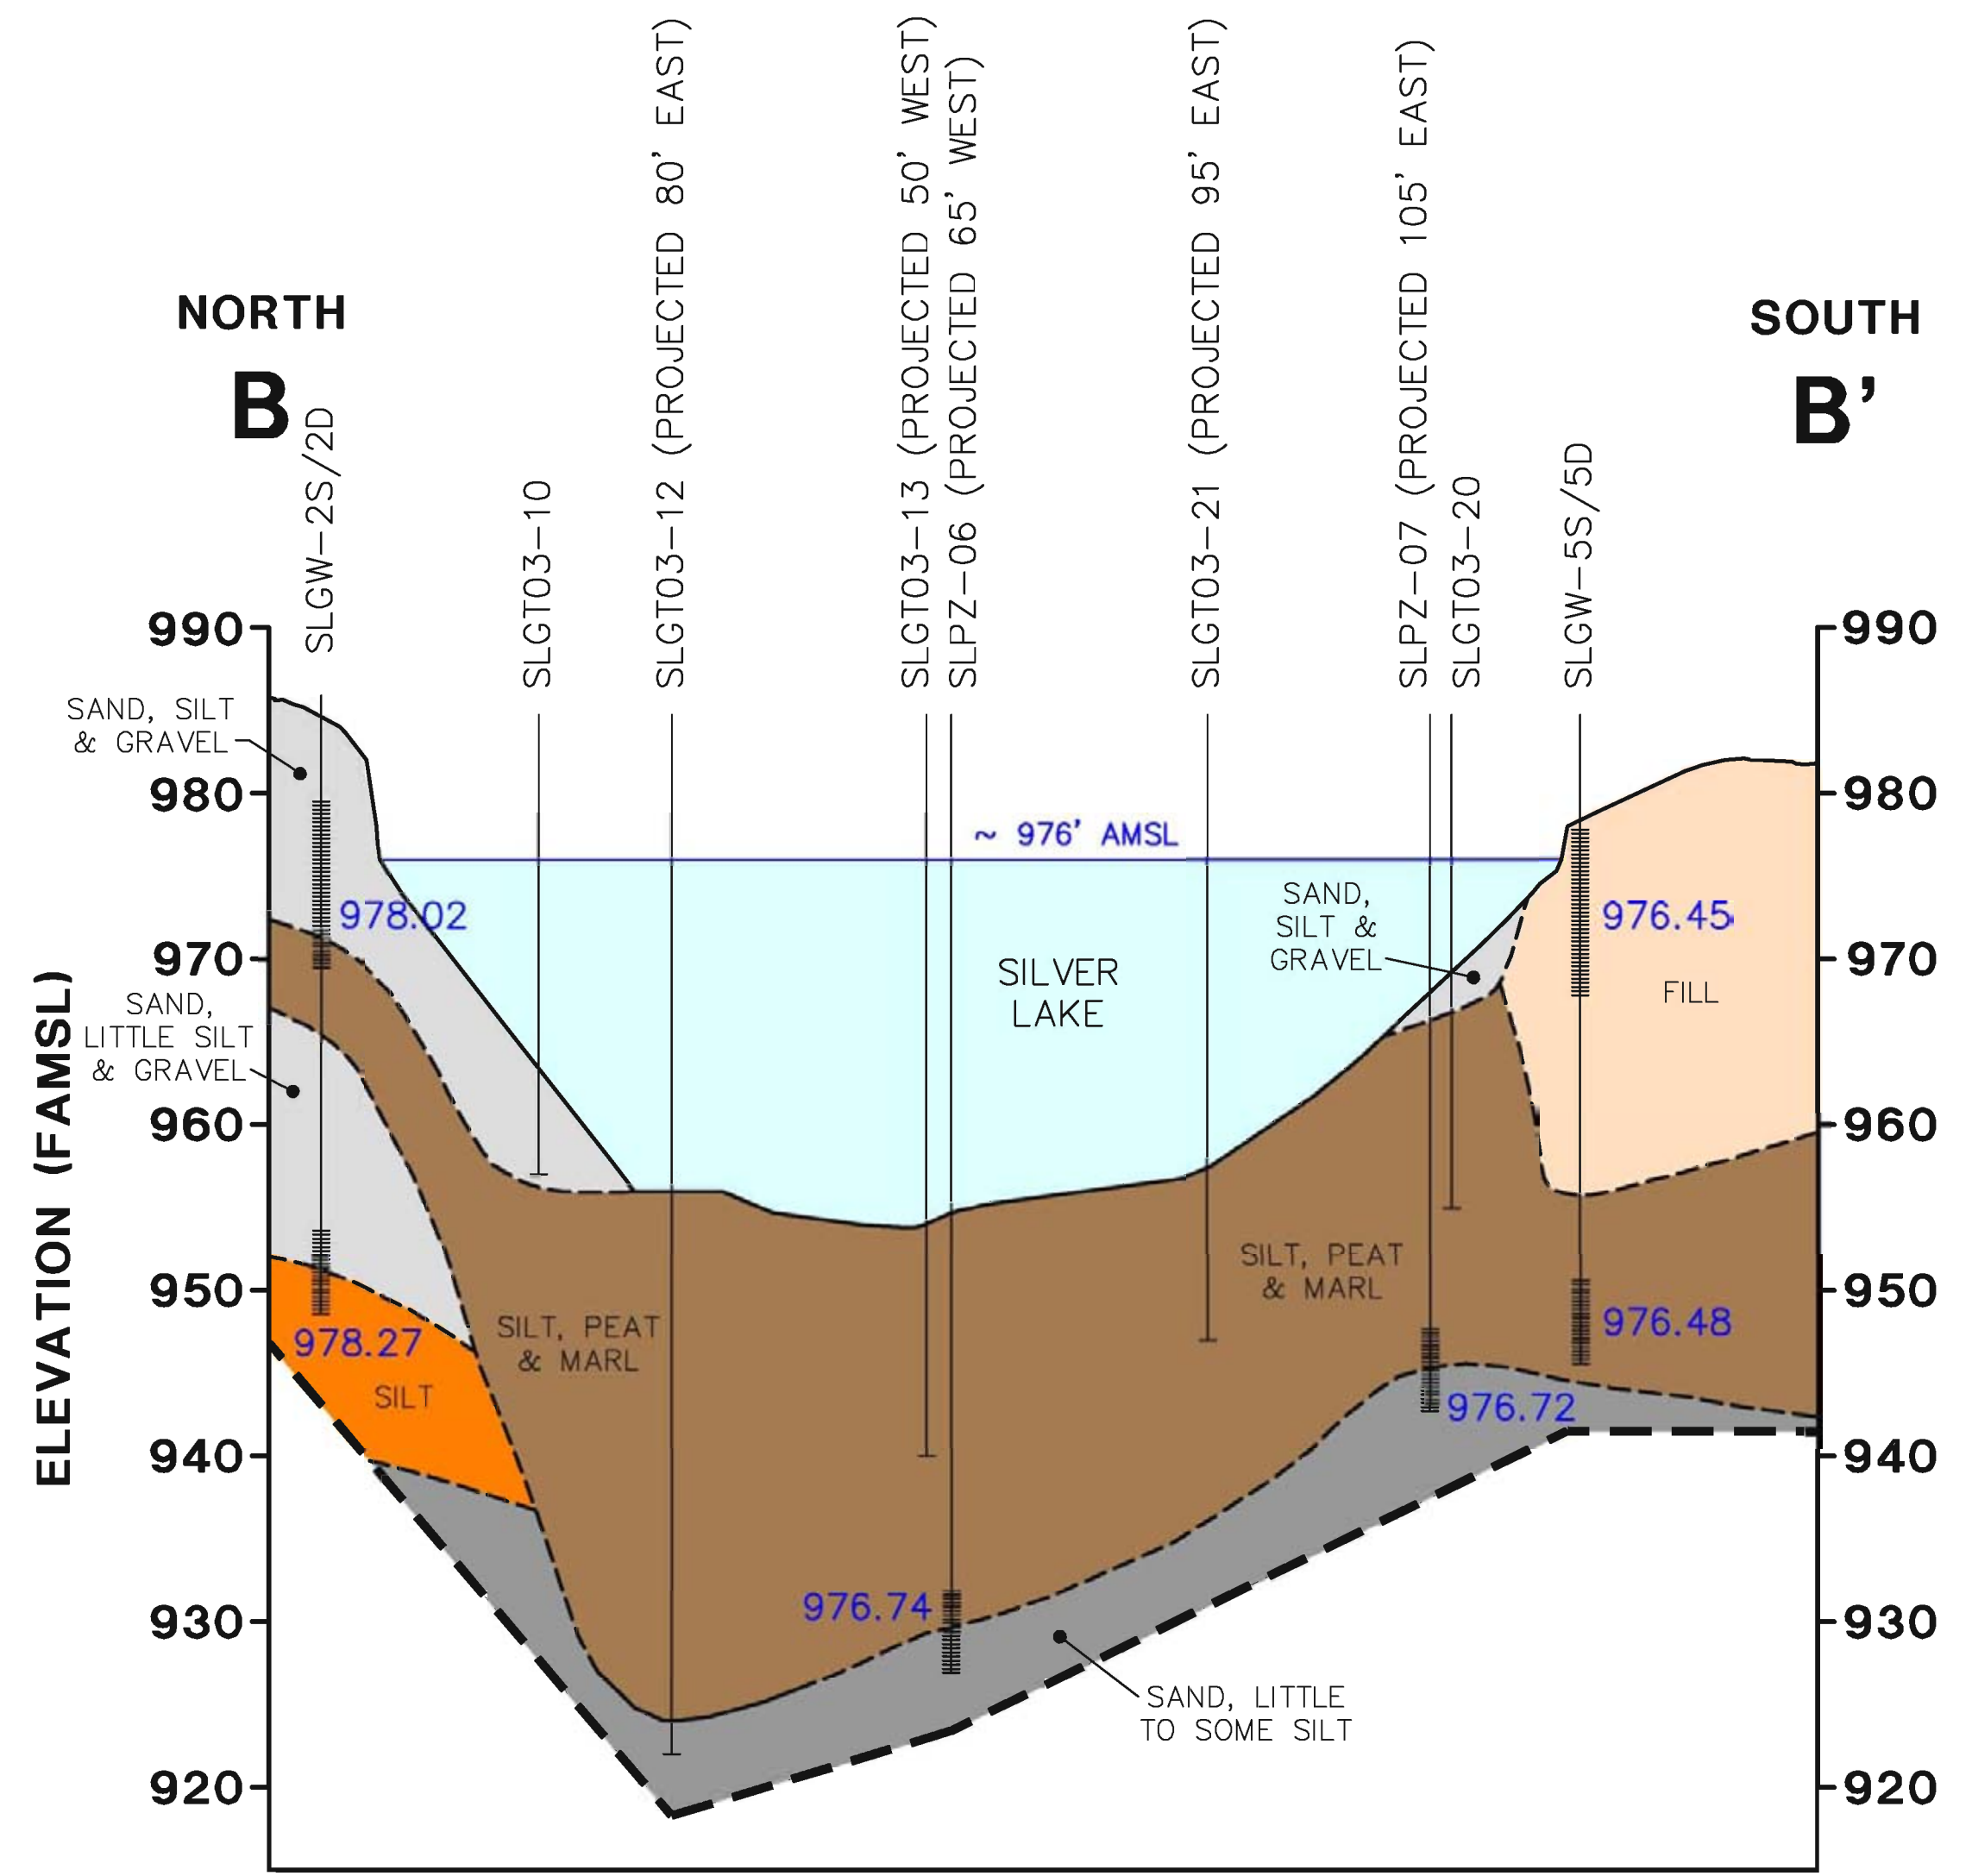 SLGT03-12 (PROJECTED 80' EAST)
SLGT03-13 (PROJECTED 50' WEST)
SLPZ-06 (PROJECTED 65' WEST)
SLGT03-21 (PROJECTED 95' EAST)
SLPZ-07 (PROJECTED 105' EAST)
NORTH
B
SOUTH
B'
SLGW-2S/2D
SLGT03-10
SLGT03-20
SLGW-5S/5D
ELEVATION (FAMSL)
990
980
970
960
950
940
930
920
990
980
970
960
950
940
930
920
SAND, SILT
& GRAVEL
SAND,
LITTLE SILT
& GRAVEL
978.02
978.27
SILT
~ 976' AMSL
SILVER
LAKE
SAND,
SILT &
GRAVEL
976.45
FILL
SILT, PEAT
& MARL
SILT, PEAT
& MARL
976.48
976.72
976.74
SAND, LITTLE
TO SOME SILT